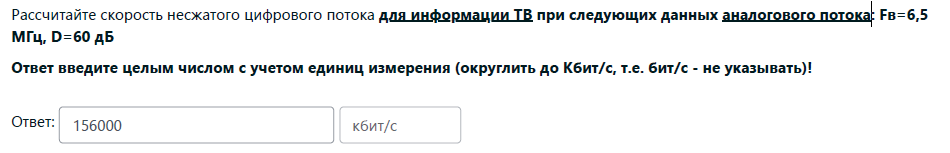 Рассчитайте скорость несжатого цифрового потока для информации ТВ при следующих данных аналогового потока: Fв=6,5
МГц, D=60 дБ
Ответ введите целым числом с учетом единиц измерения (округлить до Кбит/с, т.е. бит/с - не указывать)!
Ответ: 156000 кбит/с